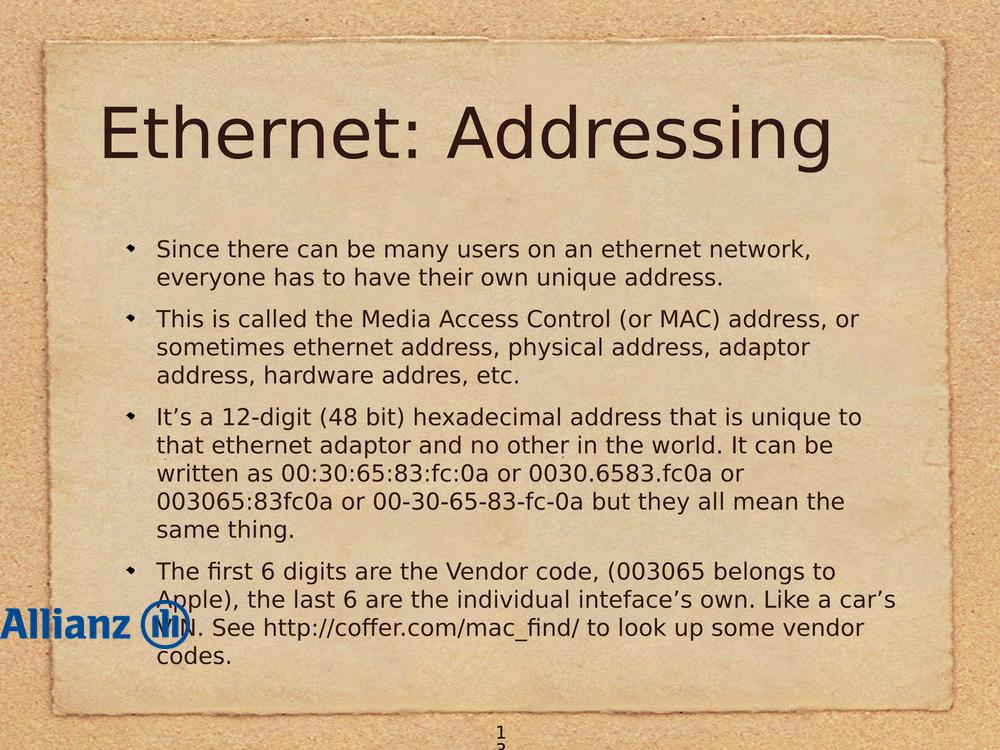 Ethernet: Addressing
Since there can be many users on an ethernet network,
everyone has to have their own unique address.
This is called the Media Access Control (or MAC) address, or
sometimes ethernet address, physical address, adaptor
address, hardware addres, etc.
It’s a 12-digit (48 bit) hexadecimal address that is unique to
that ethernet adaptor and no other in the world. It can be
written as 00:30:65:83:fc:0a or 0030.6583.fc0a or
003065:83fc0a or 00-30-65-83-fc-0a but they all mean the
same thing.
The first 6 digits are the Vendor code, (003065 belongs to
Apple), the last 6 are the individual inteface’s own. Like a car’s
See http://coffer.com/mac_find/ to look up some vendor
codes.
Allianz
1